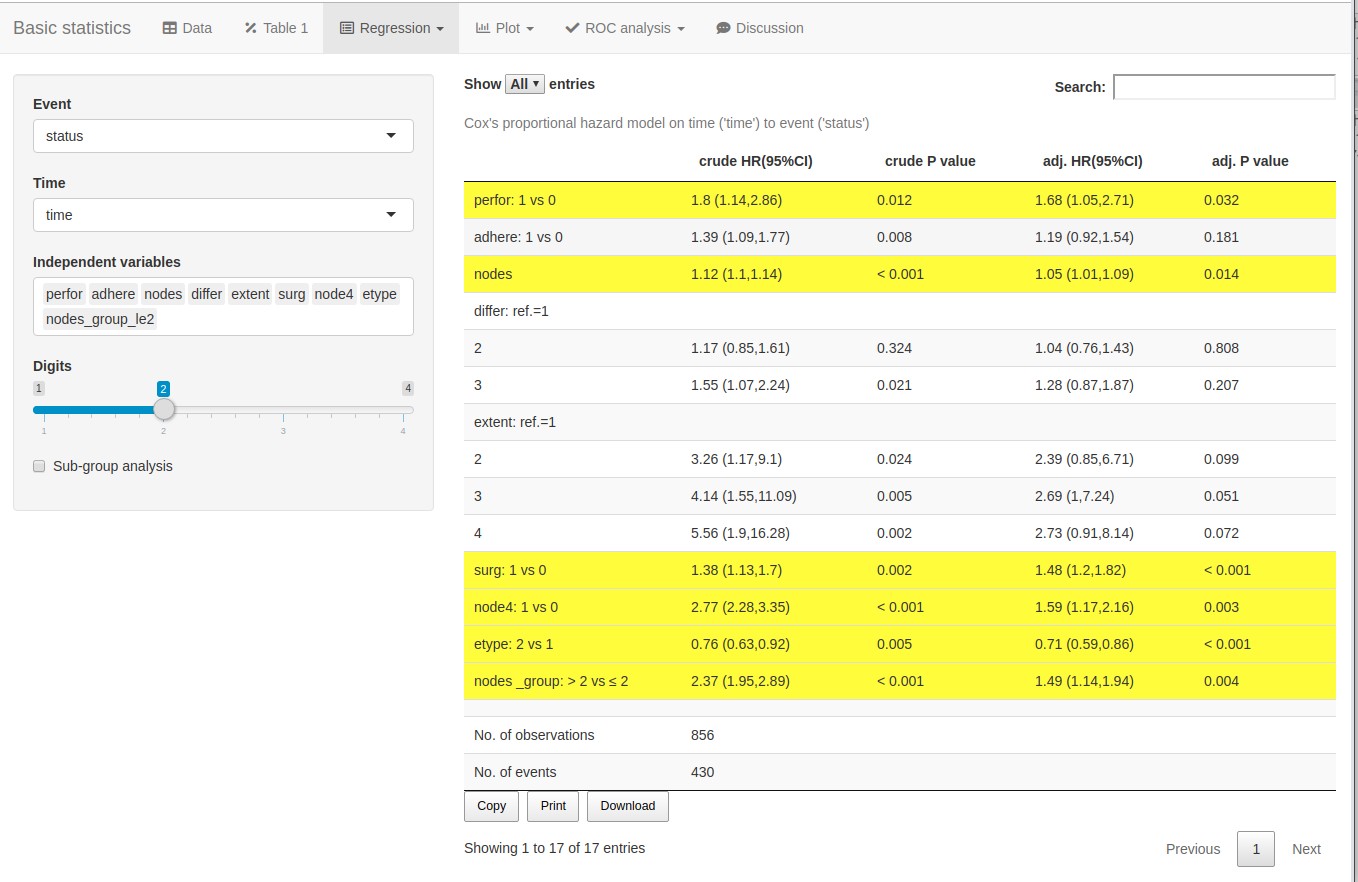 Basic statistics Data Table 1 Regression Plot ROC analysis Discussion
Event
status
Time
time
Independent variables
perfor adhere nodes differ extent surg node4 etype
nodes_group_le2
Digits
1 2 4
1 2 3 4
Sub-group analysis
Show All entries Search:
Cox's proportional hazard model on time ('time') to event ('status')
crude HR(95%CI) crude P value adj. HR(95%CI) adj. P value
perfor: 1 vs 0 1.8 (1.14,2.86) 0.012 1.68 (1.05,2.71) 0.032
adhere: 1 vs 0 1.39 (1.09,1.77) 0.008 1.19 (0.92,1.54) 0.181
nodes 1.12 (1.1,1.14) < 0.001 1.05 (1.01,1.09) 0.014
differ: ref.=1
2 1.17 (0.85,1.61) 0.324 1.04 (0.76,1.43) 0.808
3 1.55 (1.07,2.24) 0.021 1.28 (0.87,1.87) 0.207
extent: ref.=1
2 3.26 (1.17,9.1) 0.024 2.39 (0.85,6.71) 0.099
3 4.14 (1.55,11.09) 0.005 2.69 (1,7.24) 0.051
4 5.56 (1.9,16.28) 0.002 2.73 (0.91,8.14) 0.072
surg: 1 vs 0 1.38 (1.13,1.7) 0.002 1.48 (1.2,1.82) < 0.001
node4: 1 vs 0 2.77 (2.28,3.35) < 0.001 1.59 (1.17,2.16) 0.003
etype: 2 vs 1 0.76 (0.63,0.92) 0.005 0.71 (0.59,0.86) < 0.001
nodes _group: > 2 vs ≤ 2 2.37 (1.95,2.89) < 0.001 1.49 (1.14,1.94) 0.004
No. of observations 856
No. of events 430
Copy Print Download
Showing 1 to 17 of 17 entries Previous 1 Next